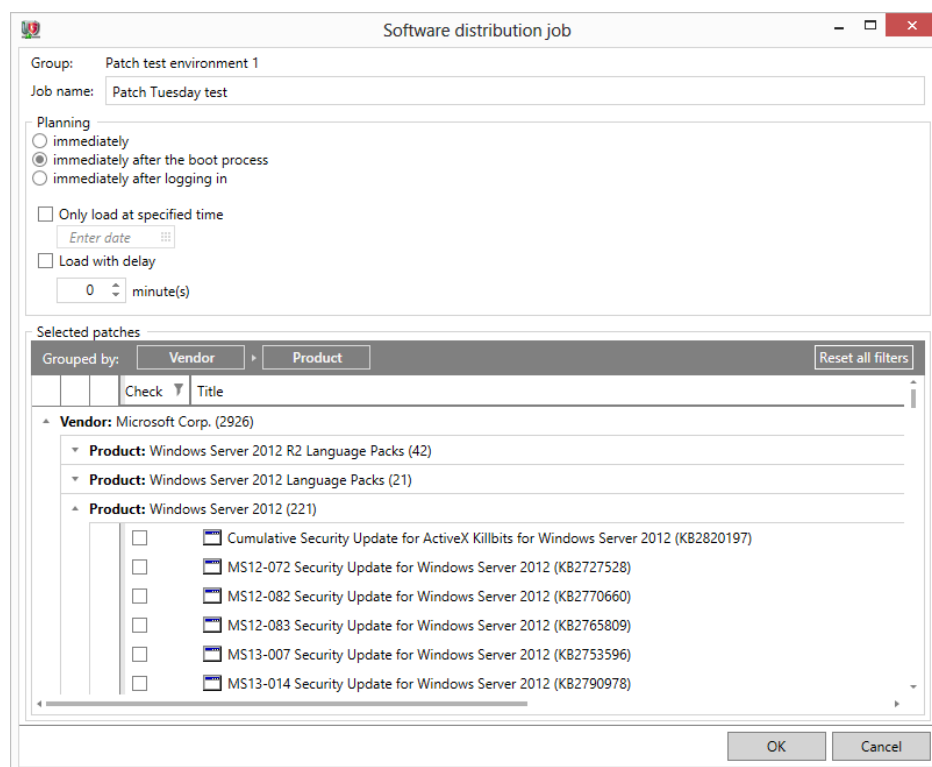 Software distribution job
Group: Patch test environment 1
Job name: Patch Tuesday test
Planning
immediately
immediately after the boot process
immediately after logging in
Only load at specified time
Enter date
Load with delay
0 minute(s)
Selected patches
Grouped by: Vendor Product Reset all filters
Check Title
Vendor: Microsoft Corp. (2926)
Product: Windows Server 2012 R2 Language Packs (42)
Product: Windows Server 2012 Language Packs (21)
Product: Windows Server 2012 (221)
Cumulative Security Update for ActiveX Killbits for Windows Server 2012 (KB2820197)
MS12-072 Security Update for Windows Server 2012 (KB2727528)
MS12-082 Security Update for Windows Server 2012 (KB2770660)
MS12-083 Security Update for Windows Server 2012 (KB2765809)
MS13-007 Security Update for Windows Server 2012 (KB2753596)
MS13-014 Security Update for Windows Server 2012 (KB2790978)
OK Cancel